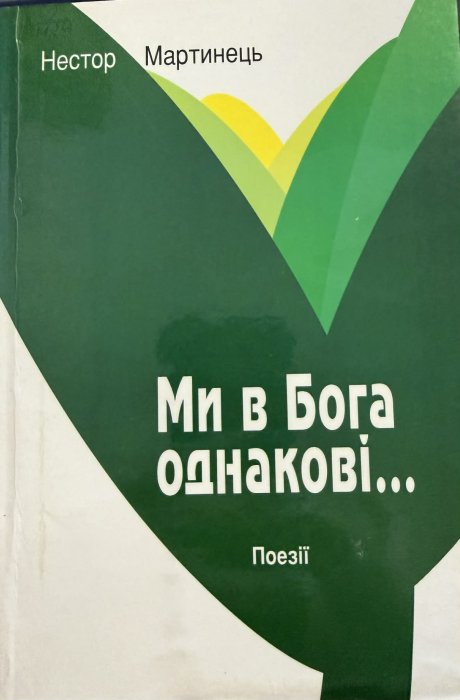 Нестор Мартинець
Ми в Бога
однакові...
Поезії